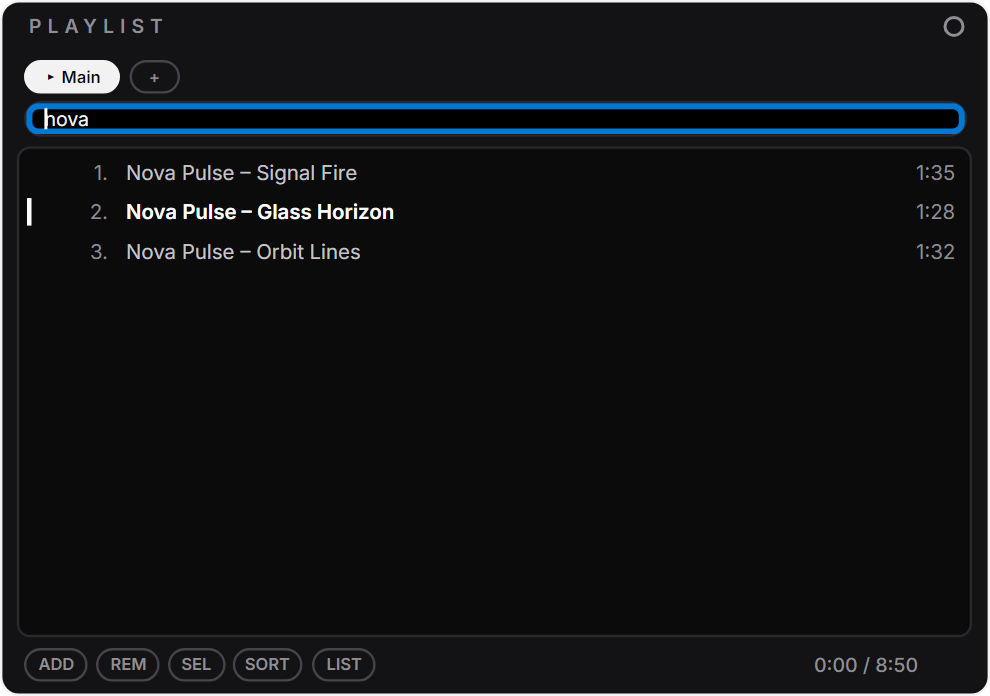 PLAYLIST
▸ Main +
nova
1. Nova Pulse – Signal Fire 1:35
2. Nova Pulse – Glass Horizon 1:28
3. Nova Pulse – Orbit Lines 1:32
ADD REM SEL SORT LIST 0:00 / 8:50